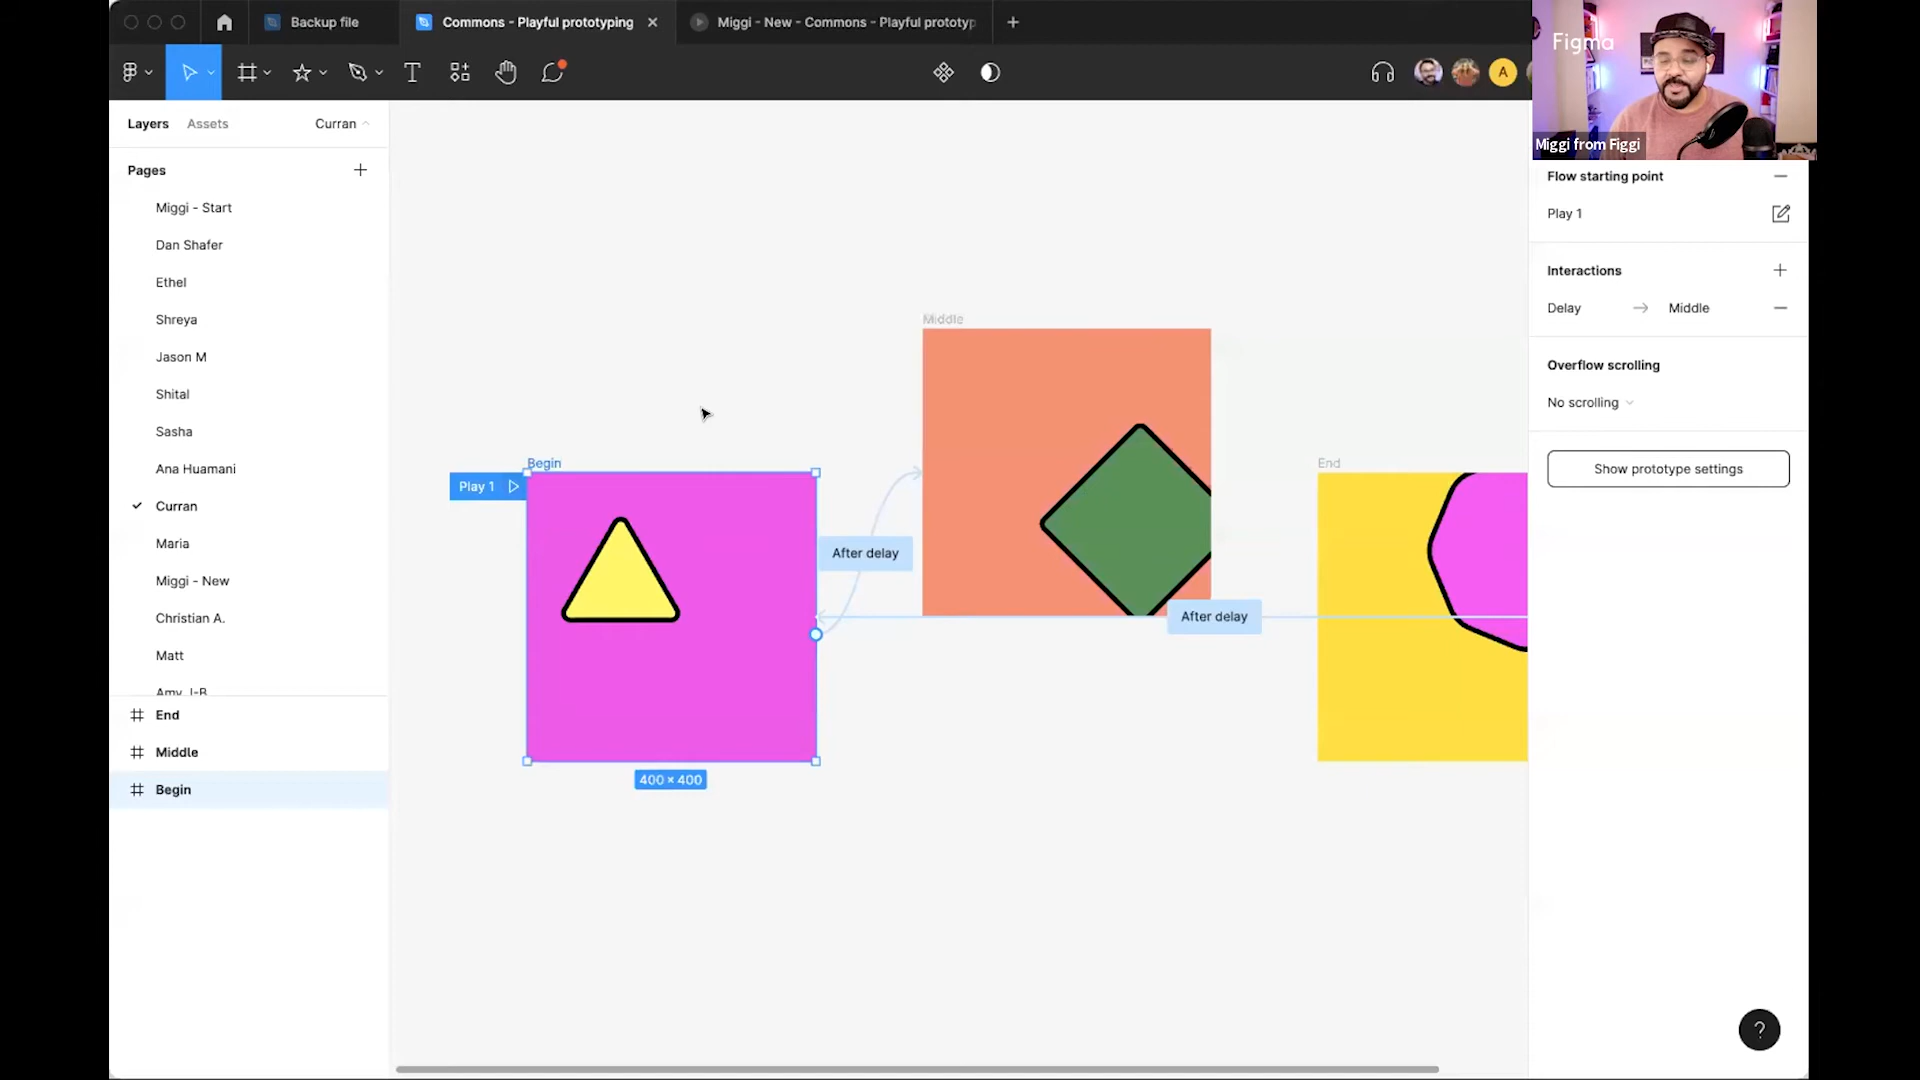 Backup file
Commons - Playful prototyping
Miggi - New - Commons - Playful prototyp
Figma
Miggi from Figgi
A
Layers
Assets
Curran
Pages
Miggi - Start
Dan Shafer
Ethel
Shreya
Jason M
Shital
Sasha
Ana Huamani
Curran
Maria
Miggi - New
Christian A.
Matt
Amy J-B
End
Middle
Begin
Middle
Begin
End
Play 1
After delay
After delay
400 × 400
Flow starting point
Play 1
Interactions
Delay → Middle
Overflow scrolling
No scrolling
Show prototype settings
?